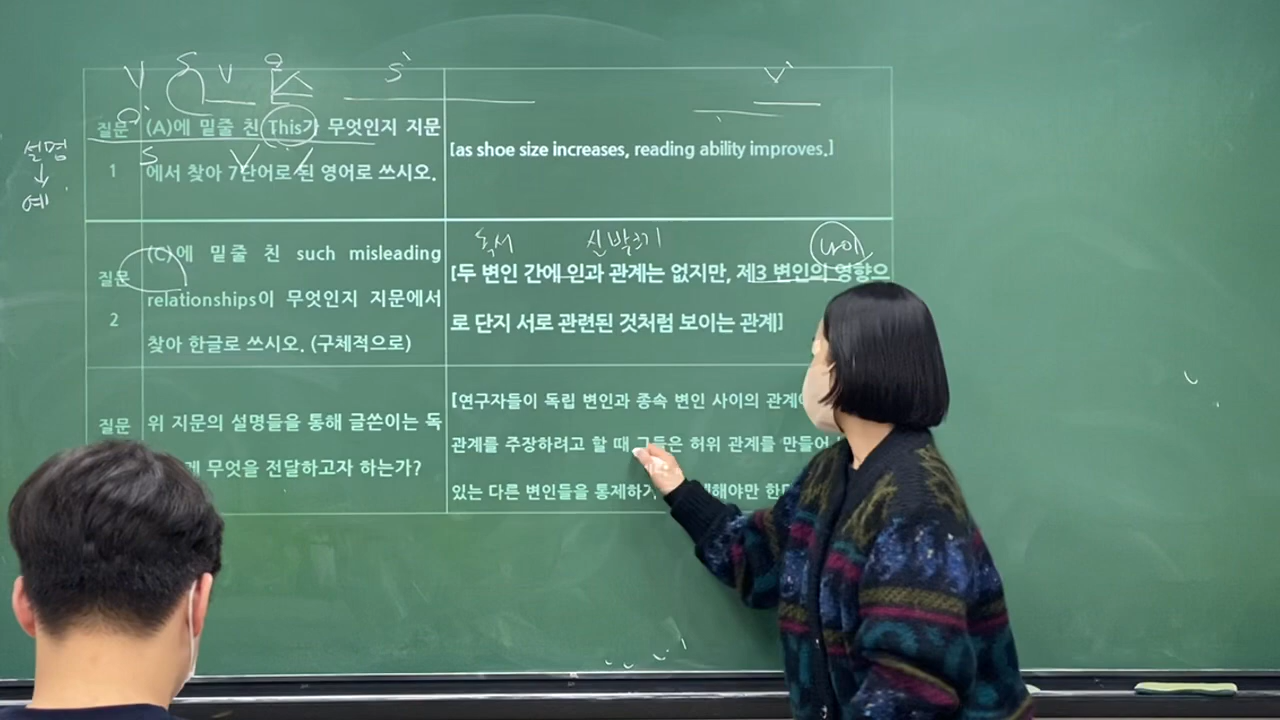 S V S' V'
설명
↓
예
질문
1
(A)에 밑줄 친 This가 무엇인지 지문
에서 찾아 7단어로 된 영어로 쓰시오.
[as shoe size increases, reading ability improves.]
S V
질문
2
(C)에 밑줄 친 such misleading
relationships이 무엇인지 지문에서
찾아 한글로 쓰시오. (구체적으로)
독서 신발크기 나이
[두 변인 간에 인과 관계는 없지만, 제3 변인의 영향으
로 단지 서로 관련된 것처럼 보이는 관계]
질문
위 지문의 설명들을 통해 글쓴이는 독
무엇을 전달하고자 하는가?
[연구자들이 독립 변인과 종속 변인 사이의
관계를 주장하려고 할 때 그들은 허위 관계를 만들어
있는 다른 변인들을 통제하